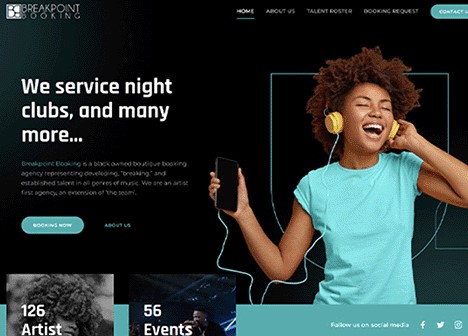 BREAKPOINT
BOOKING
HOME ABOUT US TALENT ROSTER BOOKING REQUEST CONTACT
We service night
clubs, and many
more...
Breakpoint Booking is a black owned boutique booking
agency representing developing, "breaking," and
established talent in all genres of music. We are an artist
first agency, an extension of 'the team'.
BOOKING NOW ABOUT US
126
Artist
56
Events
Follow us on social media